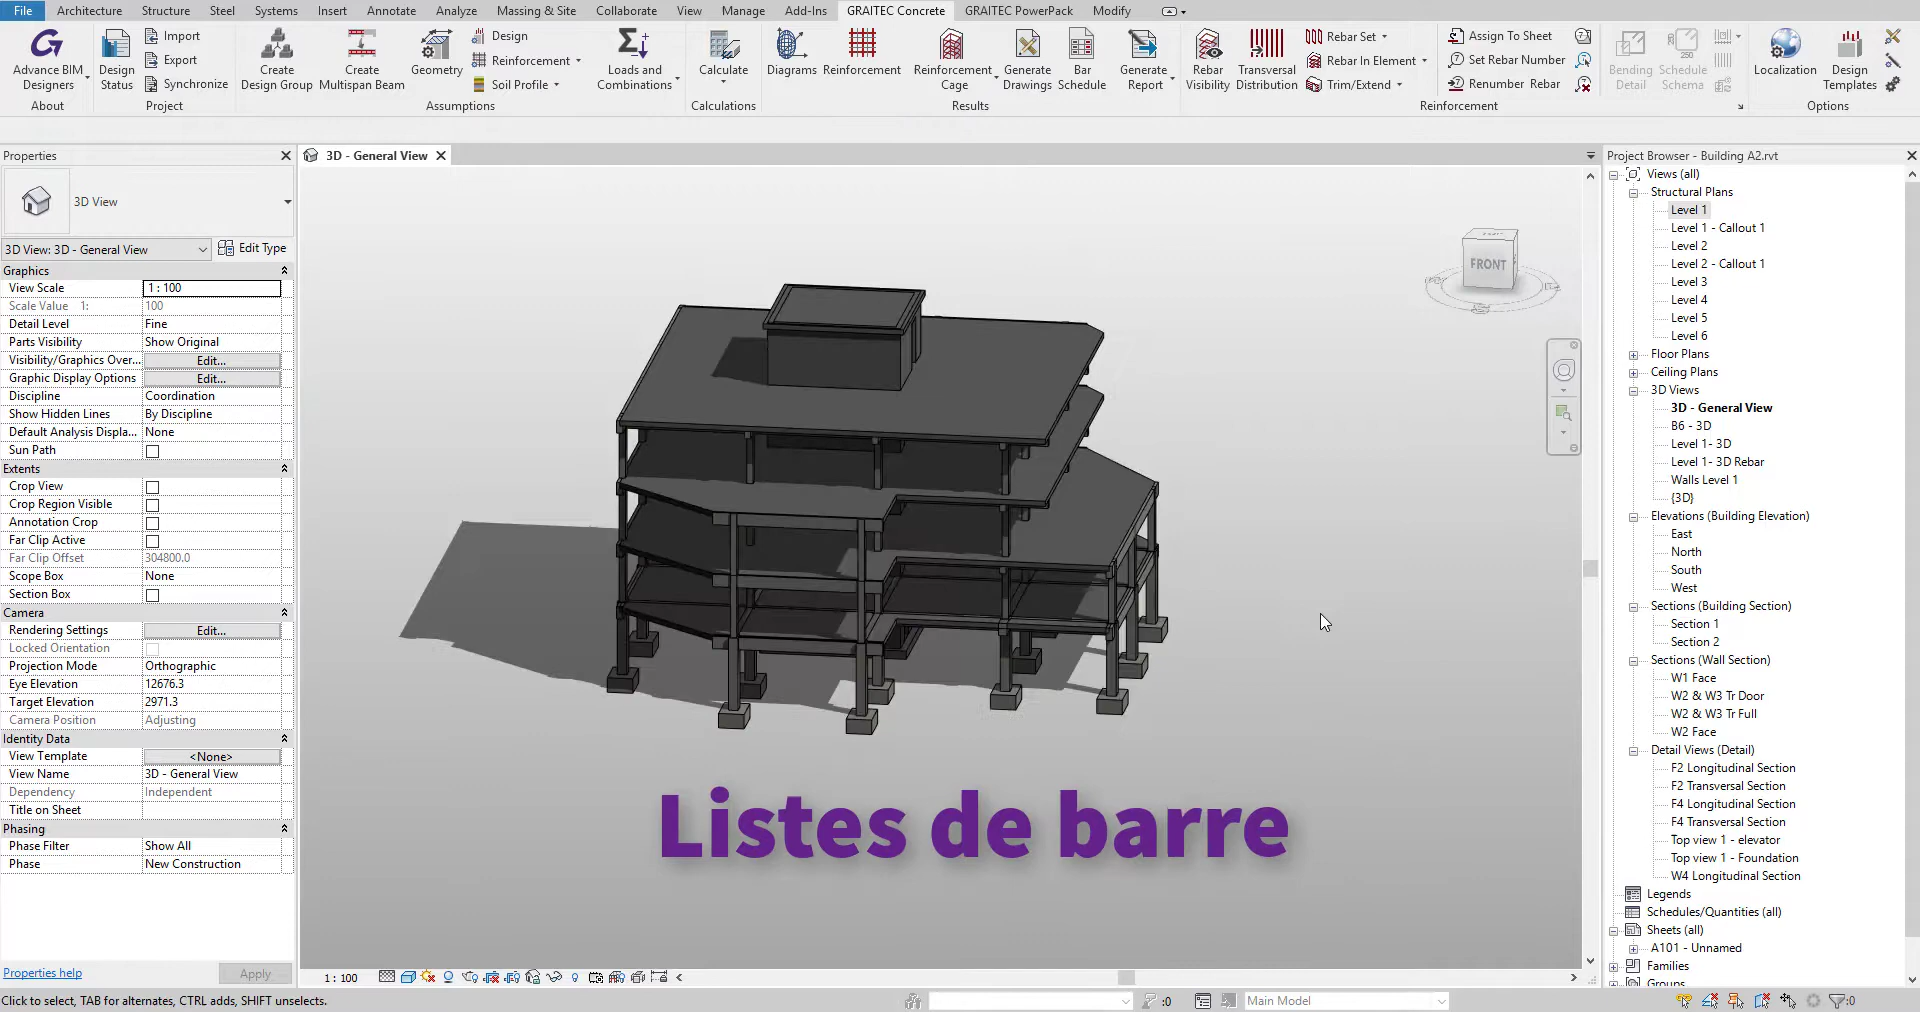 File Architecture Structure Steel Systems Insert Annotate Analyze Massing & Site Collaborate View Manage Add-Ins GRAITEC Concrete GRAITEC PowerPack Modify
Advance BIM Designers
About
Design Status
Import
Export
Synchronize
Project
Create Design Group
Create Multispan Beam
Geometry
Design
Reinforcement
Soil Profile
Assumptions
Loads and Combinations
Calculate
Calculations
Diagrams
Reinforcement
Reinforcement Cage
Generate Drawings
Bar Schedule
Generate Report
Results
Rebar Visibility
Transversal Distribution
Rebar Set
Rebar In Element
Trim/Extend
Assign To Sheet
Set Rebar Number
Renumber Rebar
Bending Detail
250
Schedule Schema
Reinforcement
Localization
Design Templates
Options
Properties
3D View
3D View: 3D - General View
Edit Type
Graphics
View Scale 1 : 100
Scale Value 1: 100
Detail Level Fine
Parts Visibility Show Original
Visibility/Graphics Over... Edit...
Graphic Display Options Edit...
Discipline Coordination
Show Hidden Lines By Discipline
Default Analysis Displa... None
Sun Path
Extents
Crop View
Crop Region Visible
Annotation Crop
Far Clip Active
Far Clip Offset 304800.0
Scope Box None
Section Box
Camera
Rendering Settings Edit...
Locked Orientation
Projection Mode Orthographic
Eye Elevation 12676.3
Target Elevation 2971.3
Camera Position Adjusting
Identity Data
View Template <None>
View Name 3D - General View
Dependency Independent
Title on Sheet
Phasing
Phase Filter Show All
Phase New Construction
Properties help
Apply
3D - General View
FRONT
Listes de barre
1 : 100
Project Browser - Building A2.rvt
Views (all)
Structural Plans
Level 1
Level 1 - Callout 1
Level 2
Level 2 - Callout 1
Level 3
Level 4
Level 5
Level 6
Floor Plans
Ceiling Plans
3D Views
3D - General View
B6 - 3D
Level 1- 3D
Level 1- 3D Rebar
Walls Level 1
{3D}
Elevations (Building Elevation)
East
North
South
West
Sections (Building Section)
Section 1
Section 2
Sections (Wall Section)
W1 Face
W2 & W3 Tr Door
W2 & W3 Tr Full
W2 Face
Detail Views (Detail)
F2 Longitudinal Section
F2 Transversal Section
F4 Longitudinal Section
F4 Transversal Section
Top view 1 - elevator
Top view 1 - Foundation
W4 Longitudinal Section
Legends
Schedules/Quantities (all)
Sheets (all)
A101 - Unnamed
Families
Groups
Click to select, TAB for alternates, CTRL adds, SHIFT unselects.
:0
Main Model
:0